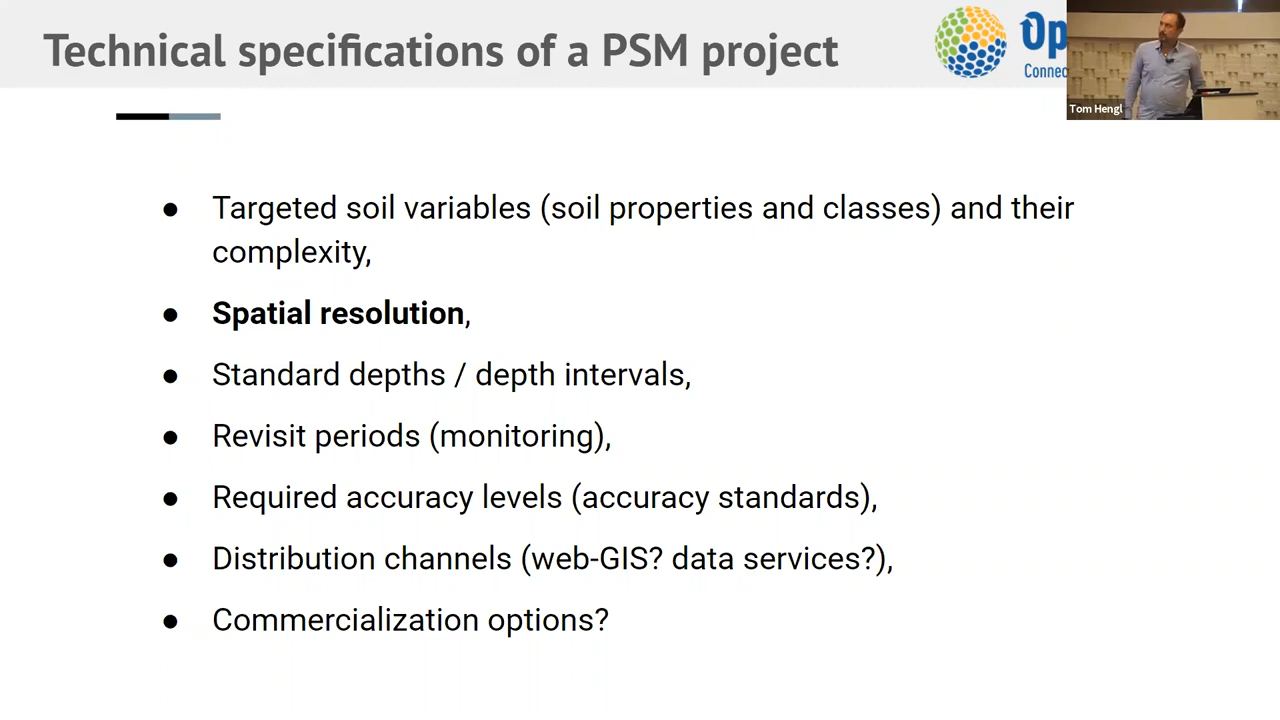 Technical specifications of a PSM project
Op
Connec
Tom Hengl
● Targeted soil variables (soil properties and classes) and their
complexity,
● Spatial resolution,
● Standard depths / depth intervals,
● Revisit periods (monitoring),
● Required accuracy levels (accuracy standards),
● Distribution channels (web-GIS? data services?),
● Commercialization options?